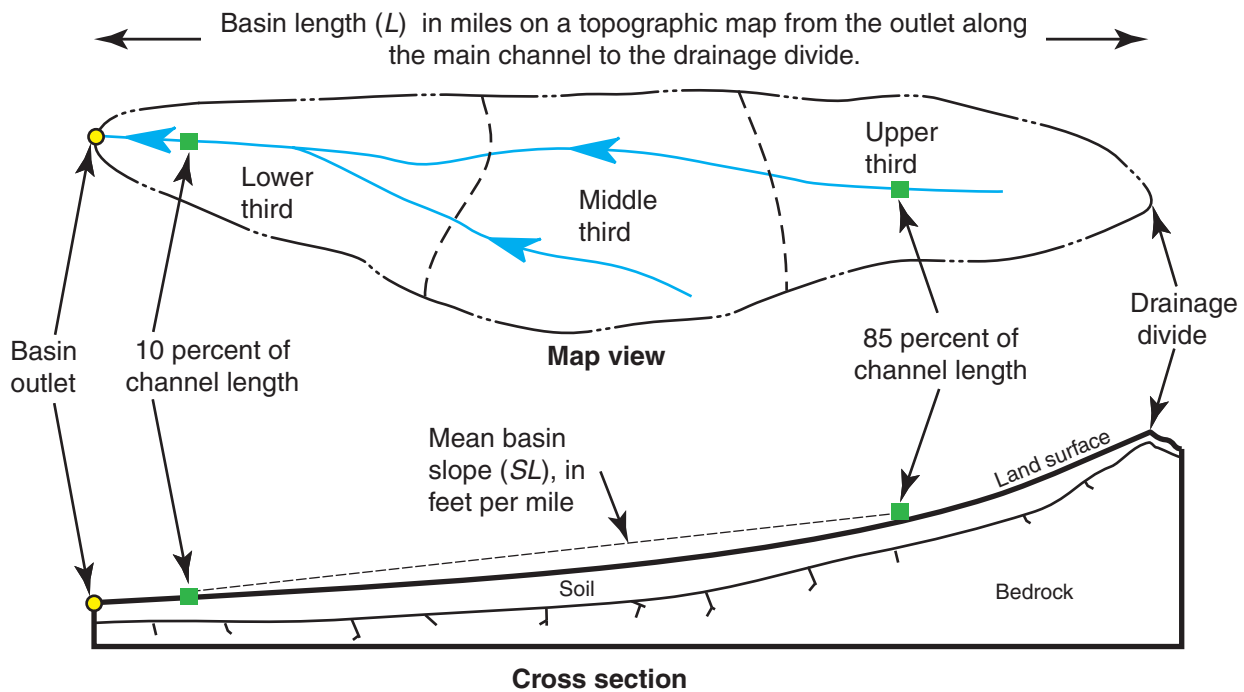 Basin length (L) in miles on a topographic map from the outlet along
the main channel to the drainage divide.
Upper
third
Lower
third
Middle
third
Basin
outlet
10 percent of
channel length
Map view
85 percent of
channel length
Drainage
divide
Mean basin
slope (SL), in
feet per mile
Land surface
Soil
Bedrock
Cross section